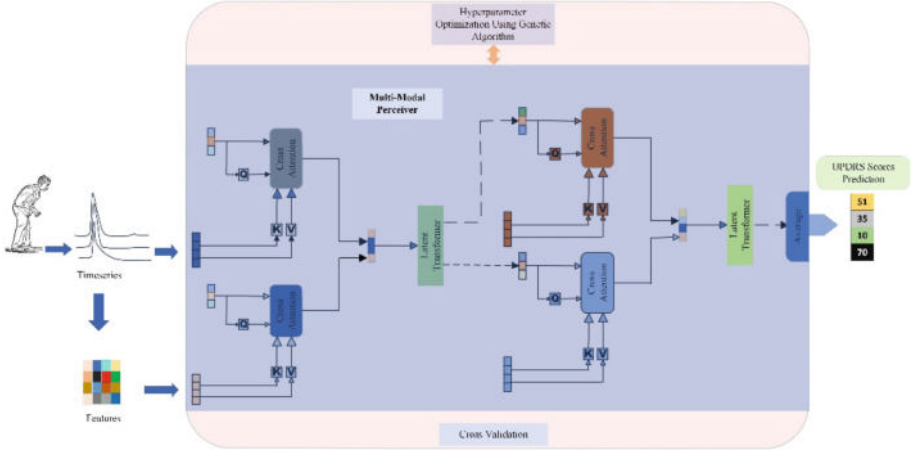 Hyperparameter
Optimization Using Genetic
Algorithm
Multi-Modal
Perceiver
Cross
Attention
Q
K V
Cross
Attention
Q
K V
Latent
Transformer
Cross
Attention
Q
K V
Cross
Attention
Q
K V
Latent
Transformer
Average
UPDRS Scores
Prediction
51
35
10
70
Timeseries
Features
Cross Validation